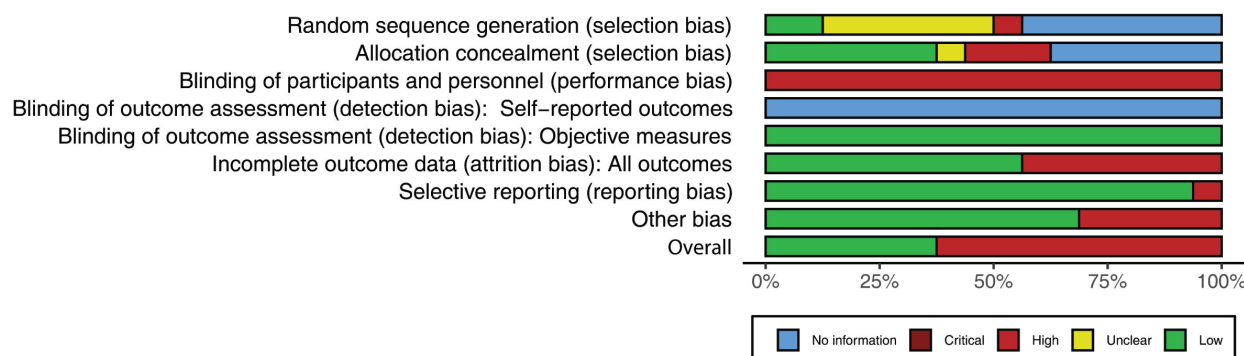 Random sequence generation (selection bias)
Allocation concealment (selection bias)
Blinding of participants and personnel (performance bias)
Blinding of outcome assessment (detection bias):  Self−reported outcomes
Blinding of outcome assessment (detection bias): Objective measures
Incomplete outcome data (attrition bias): All outcomes
Selective reporting (reporting bias)
Other bias
Overall
0% 25% 50% 75% 100%
No information Critical High Unclear Low